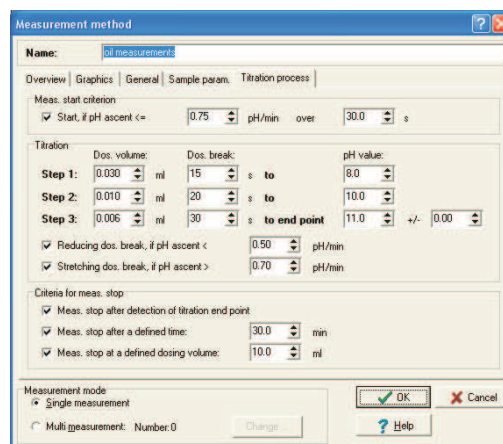 Measurement method
Name: oil measurements
Overview Graphics General Sample param. Titration process
Meas. start criterion
Start, if pH ascent <= 0.75 pH/min over 30.0 s
Titration
Dos. volume: Dos. break: pH value:
Step 1: 0.030 ml 15 s to 8.0
Step 2: 0.010 ml 20 s to 10.0
Step 3: 0.006 ml 30 s to end point 11.0 +/- 0.00
Reducing dos. break, if pH ascent < 0.50 pH/min
Stretching dos. break, if pH ascent > 0.70 pH/min
Criteria for meas. stop
Meas. stop after detection of titration end point
Meas. stop after a defined time: 30.0 min
Meas. stop at a defined dosing volume: 10.0 ml
Measurement mode
Single measurement
Multi measurement: Number:0 Change...
OK Cancel
? Help